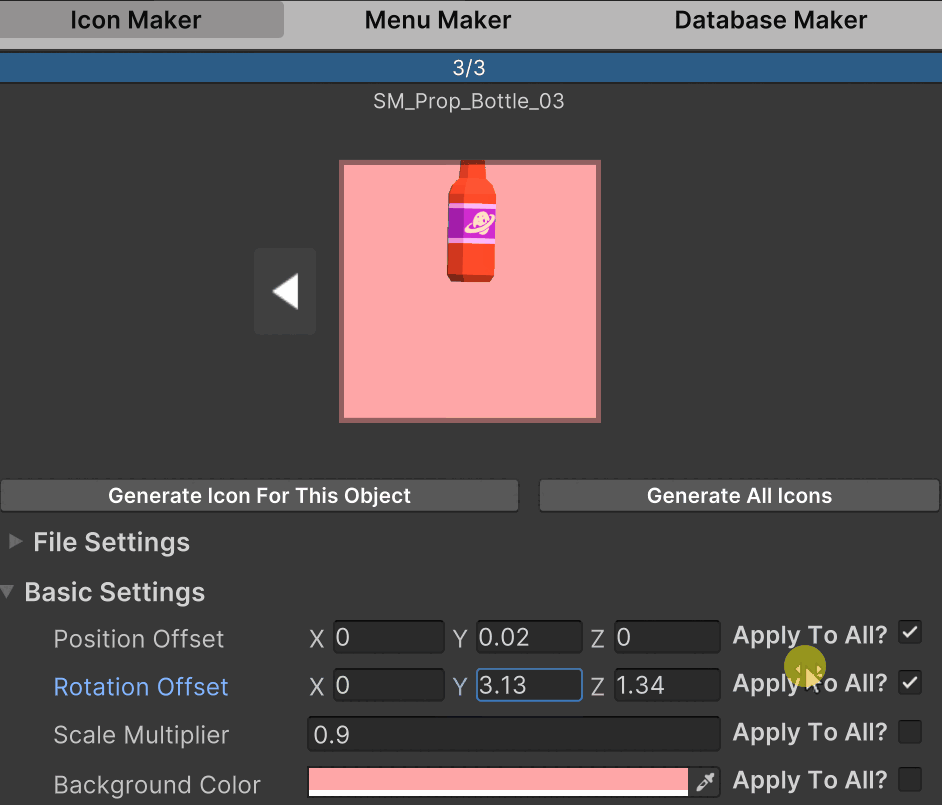 Icon Maker Menu Maker Database Maker
3/3
SM_Prop_Bottle_03
Generate Icon For This Object Generate All Icons
File Settings
Basic Settings
Position Offset X 0 Y 0.02 Z 0 Apply To All?
Rotation Offset X 0 Y 3.13 Z 1.34 Apply To All?
Scale Multiplier 0.9 Apply To All?
Background Color Apply To All?